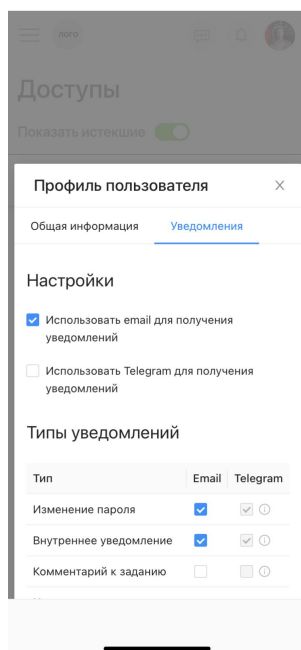 лого
Доступы
Показать истекшие
Профиль пользователя
Общая информация Уведомления
Настройки
Использовать email для получения
уведомлений
Использовать Telegram для получения
уведомлений
Типы уведомлений
Тип Email Telegram
Изменение пароля
Внутреннее уведомление
Комментарий к заданию